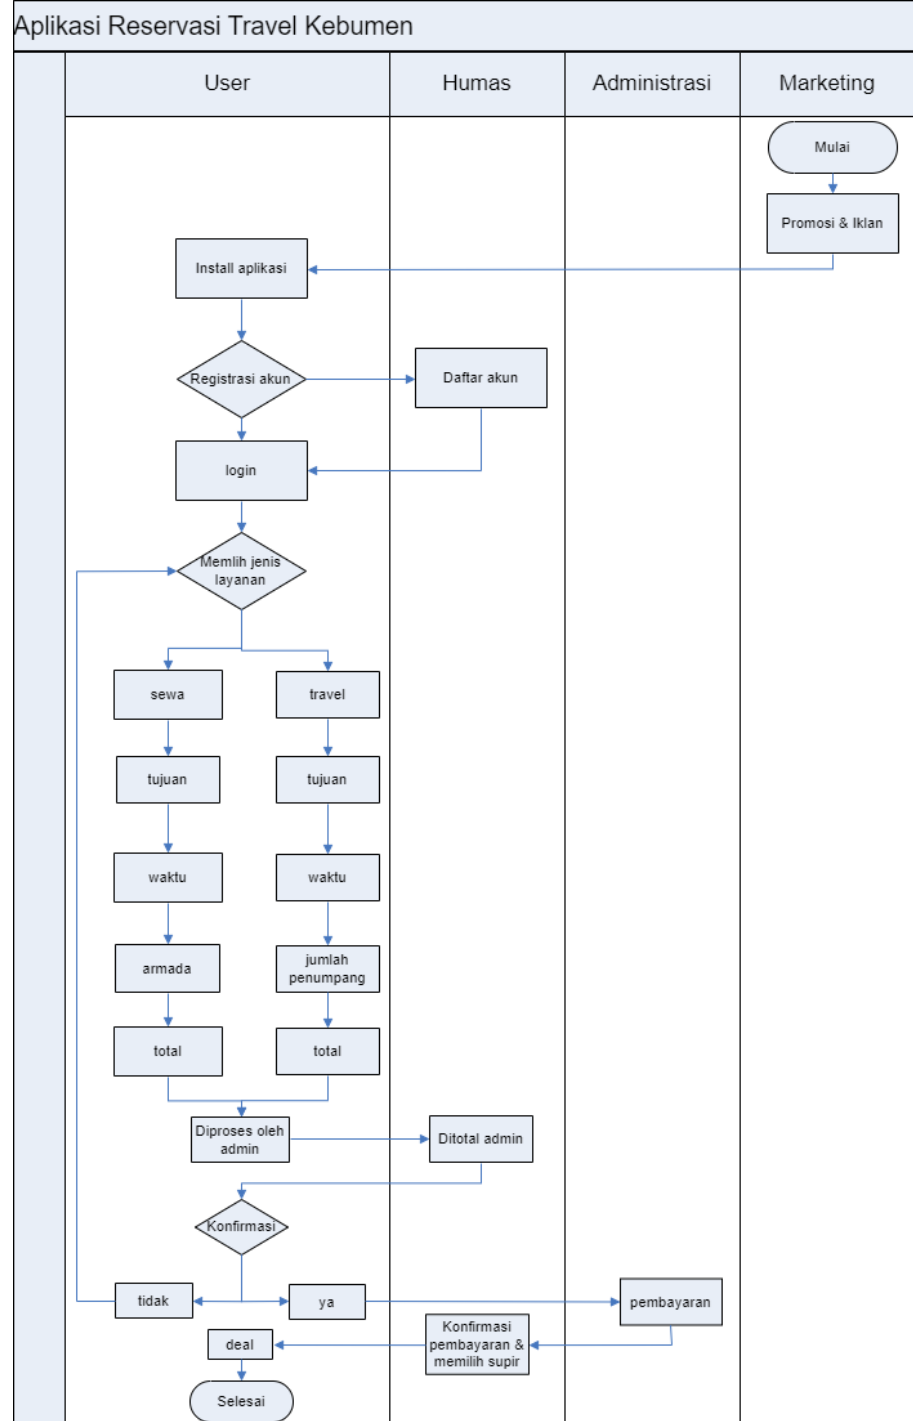 Aplikasi Reservasi Travel Kebumen
User
Humas
Administrasi
Marketing
Mulai
Promosi & Iklan
Install aplikasi
Registrasi akun
Daftar akun
login
Memlih jenis
layanan
sewa
travel
tujuan
tujuan
waktu
waktu
armada
jumlah
penumpang
total
total
Diproses oleh
admin
Ditotal admin
Konfirmasi
tidak
ya
pembayaran
Konfirmasi
pembayaran &
memilih supir
deal
Selesai